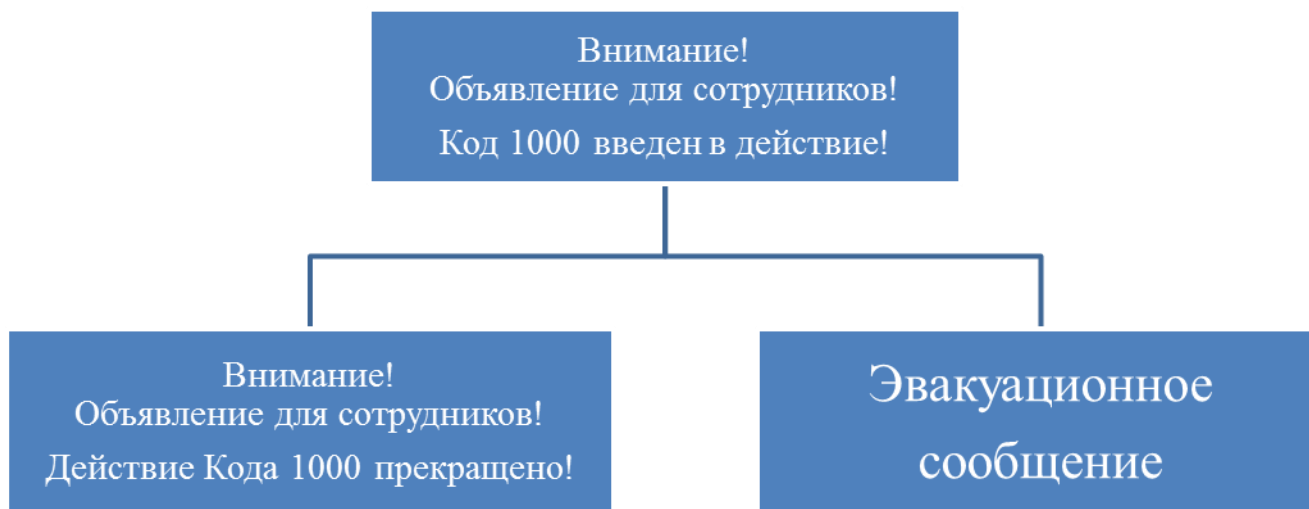 Внимание!
Объявление для сотрудников!
Код 1000 введен в действие!
Внимание!
Объявление для сотрудников!
Действие Кода 1000 прекращено!
Эвакуационное
сообщение